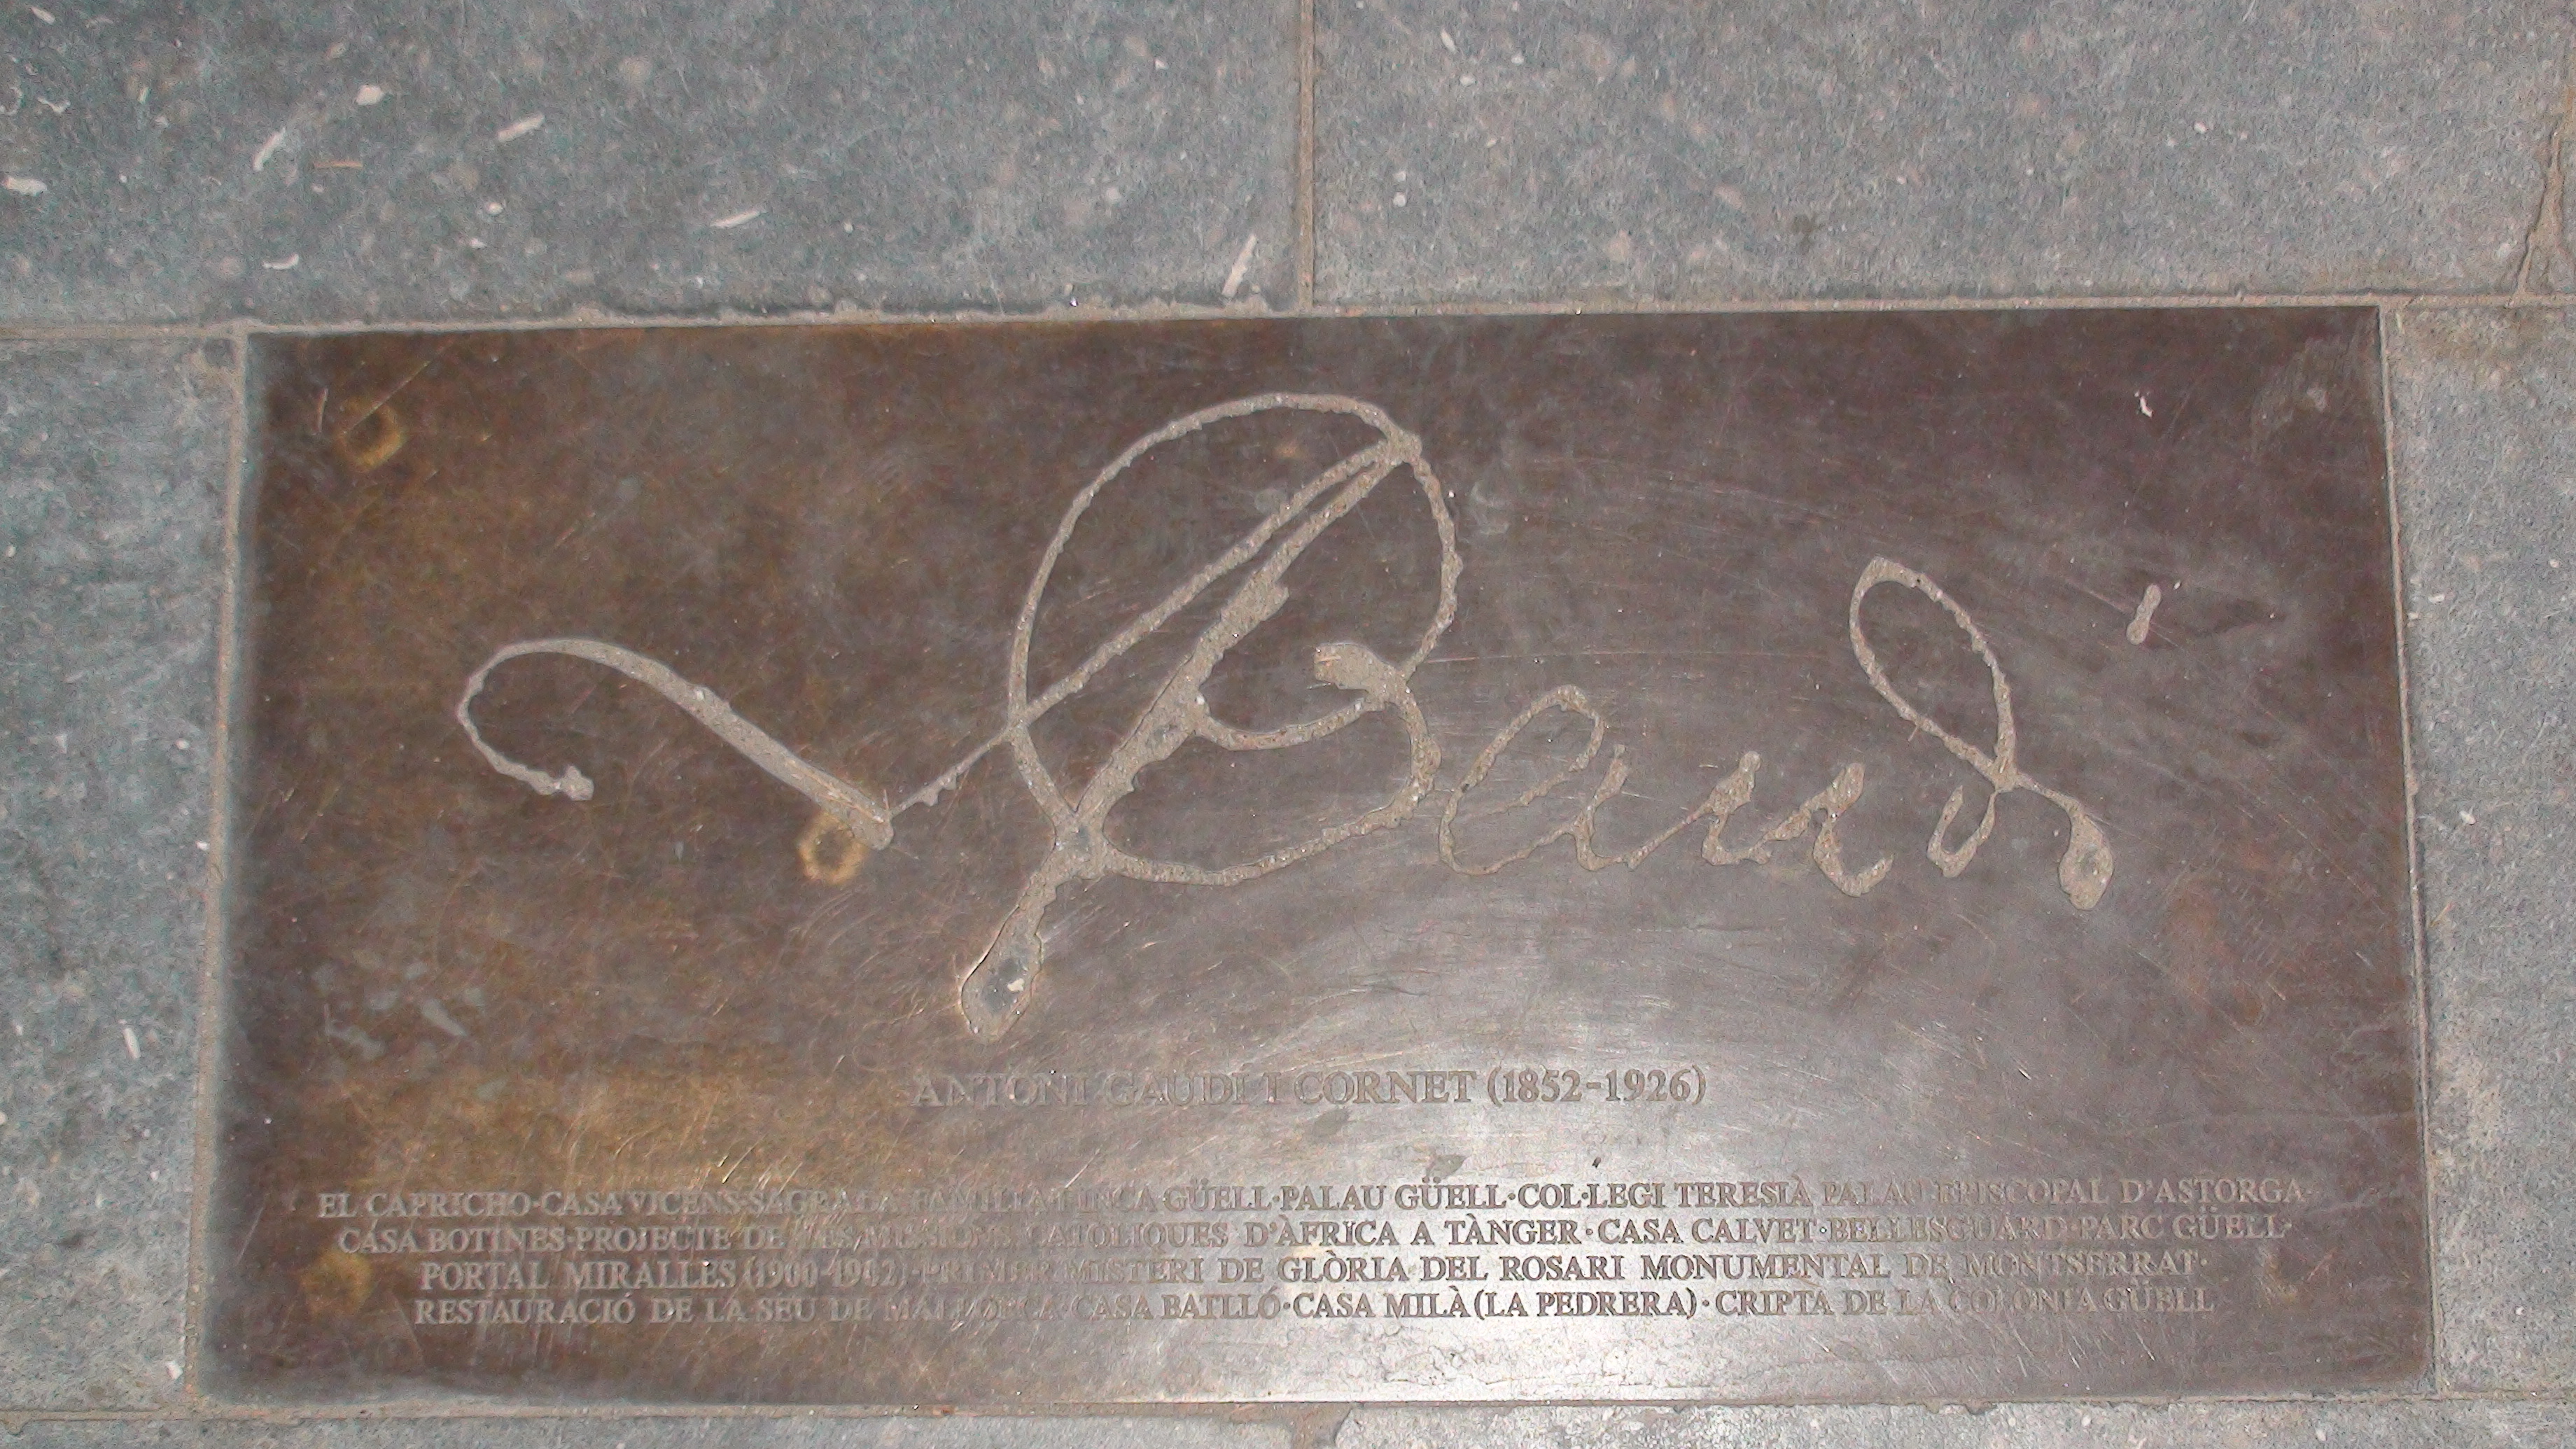 Gaudí
ANTONI GAUDÍ I CORNET (1852-1926)
EL CAPRICHO·CASA VICENS·SAGRADA FAMÍLIA·FINCA GÜELL·PALAU GÜELL·COL·LEGI TERESIÀ PALAU EPISCOPAL D'ASTORGA·
CASA BOTINES·PROJECTE DE LES MISSIONS CATÒLIQUES D'ÀFRICA A TÀNGER·CASA CALVET·BELLESGUARD·PARC GÜELL·
PORTAL MIRALLES (1900-1902)·PRIMER MISTERI DE GLÒRIA DEL ROSARI MONUMENTAL DE MONTSERRAT·
RESTAURACIÓ DE LA SEU DE MALLORCA·CASA BATLLÓ·CASA MILÀ (LA PEDRERA)·CRIPTA DE LA COLÒNIA GÜELL